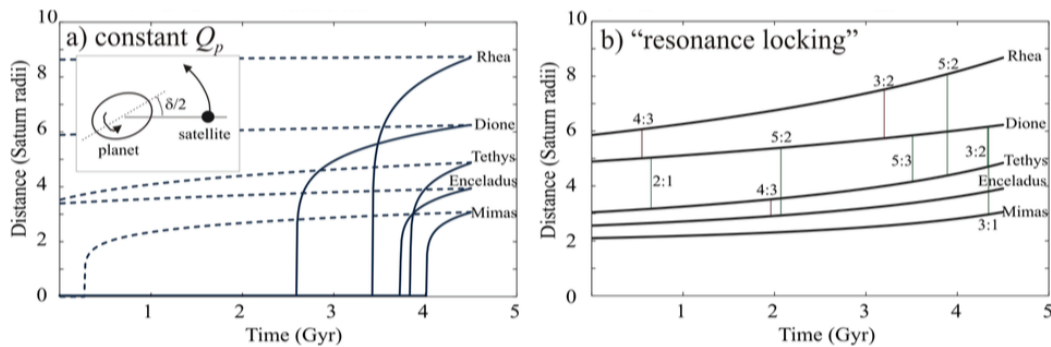 a) constant Qp
10
8
6
4
2
0
Distance (Saturn radii)
δ/2
satellite
planet
Rhea
Dione
Tethys
Enceladus
Mimas
1
2
3
4
5
Time (Gyr)
b) “resonance locking”
10
8
6
4
2
0
Distance (Saturn radii)
4:3
3:2
5:2
Rhea
5:2
Dione
2:1
4:3
5:3
3:2
Tethys
Enceladus
Mimas
3:1
1
2
3
4
5
Time (Gyr)